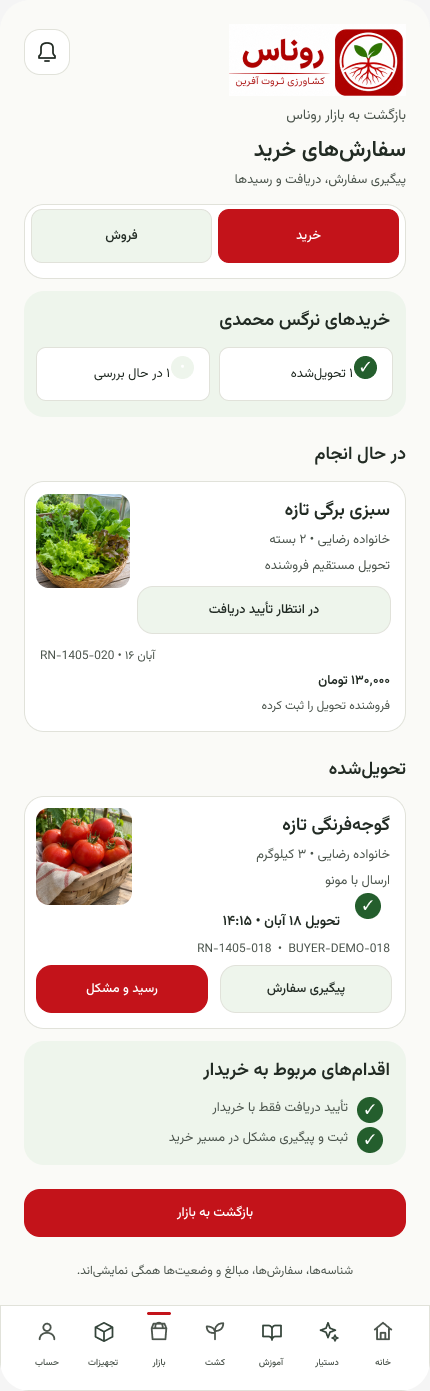 روناس
کشاورزی ثروت آفرین
بازگشت به بازار روناس
سفارش‌های خرید
پیگیری سفارش، دریافت و رسیدها
خرید
فروش
خریدهای نرگس محمدی
۱ تحویل‌شده
۱ در حال بررسی
در حال انجام
سبزی برگی تازه
خانواده رضایی • ۲ بسته
تحویل مستقیم فروشنده
در انتظار تأیید دریافت
RN-1405-020 • ۱۶ آبان
۱۳۰,۰۰۰ تومان
فروشنده تحویل را ثبت کرده
تحویل‌شده
گوجه‌فرنگی تازه
خانواده رضایی • ۳ کیلوگرم
ارسال با مونو
تحویل ۱۸ آبان • ۱۴:۱۵
RN-1405-018 • BUYER-DEMO-018
پیگیری سفارش
رسید و مشکل
اقدام‌های مربوط به خریدار
تأیید دریافت فقط با خریدار
ثبت و پیگیری مشکل در مسیر خرید
بازگشت به بازار
شناسه‌ها، سفارش‌ها، مبالغ و وضعیت‌ها همگی نمایشی‌اند.
خانه
دستیار
آموزش
کشت
بازار
تجهیزات
حساب